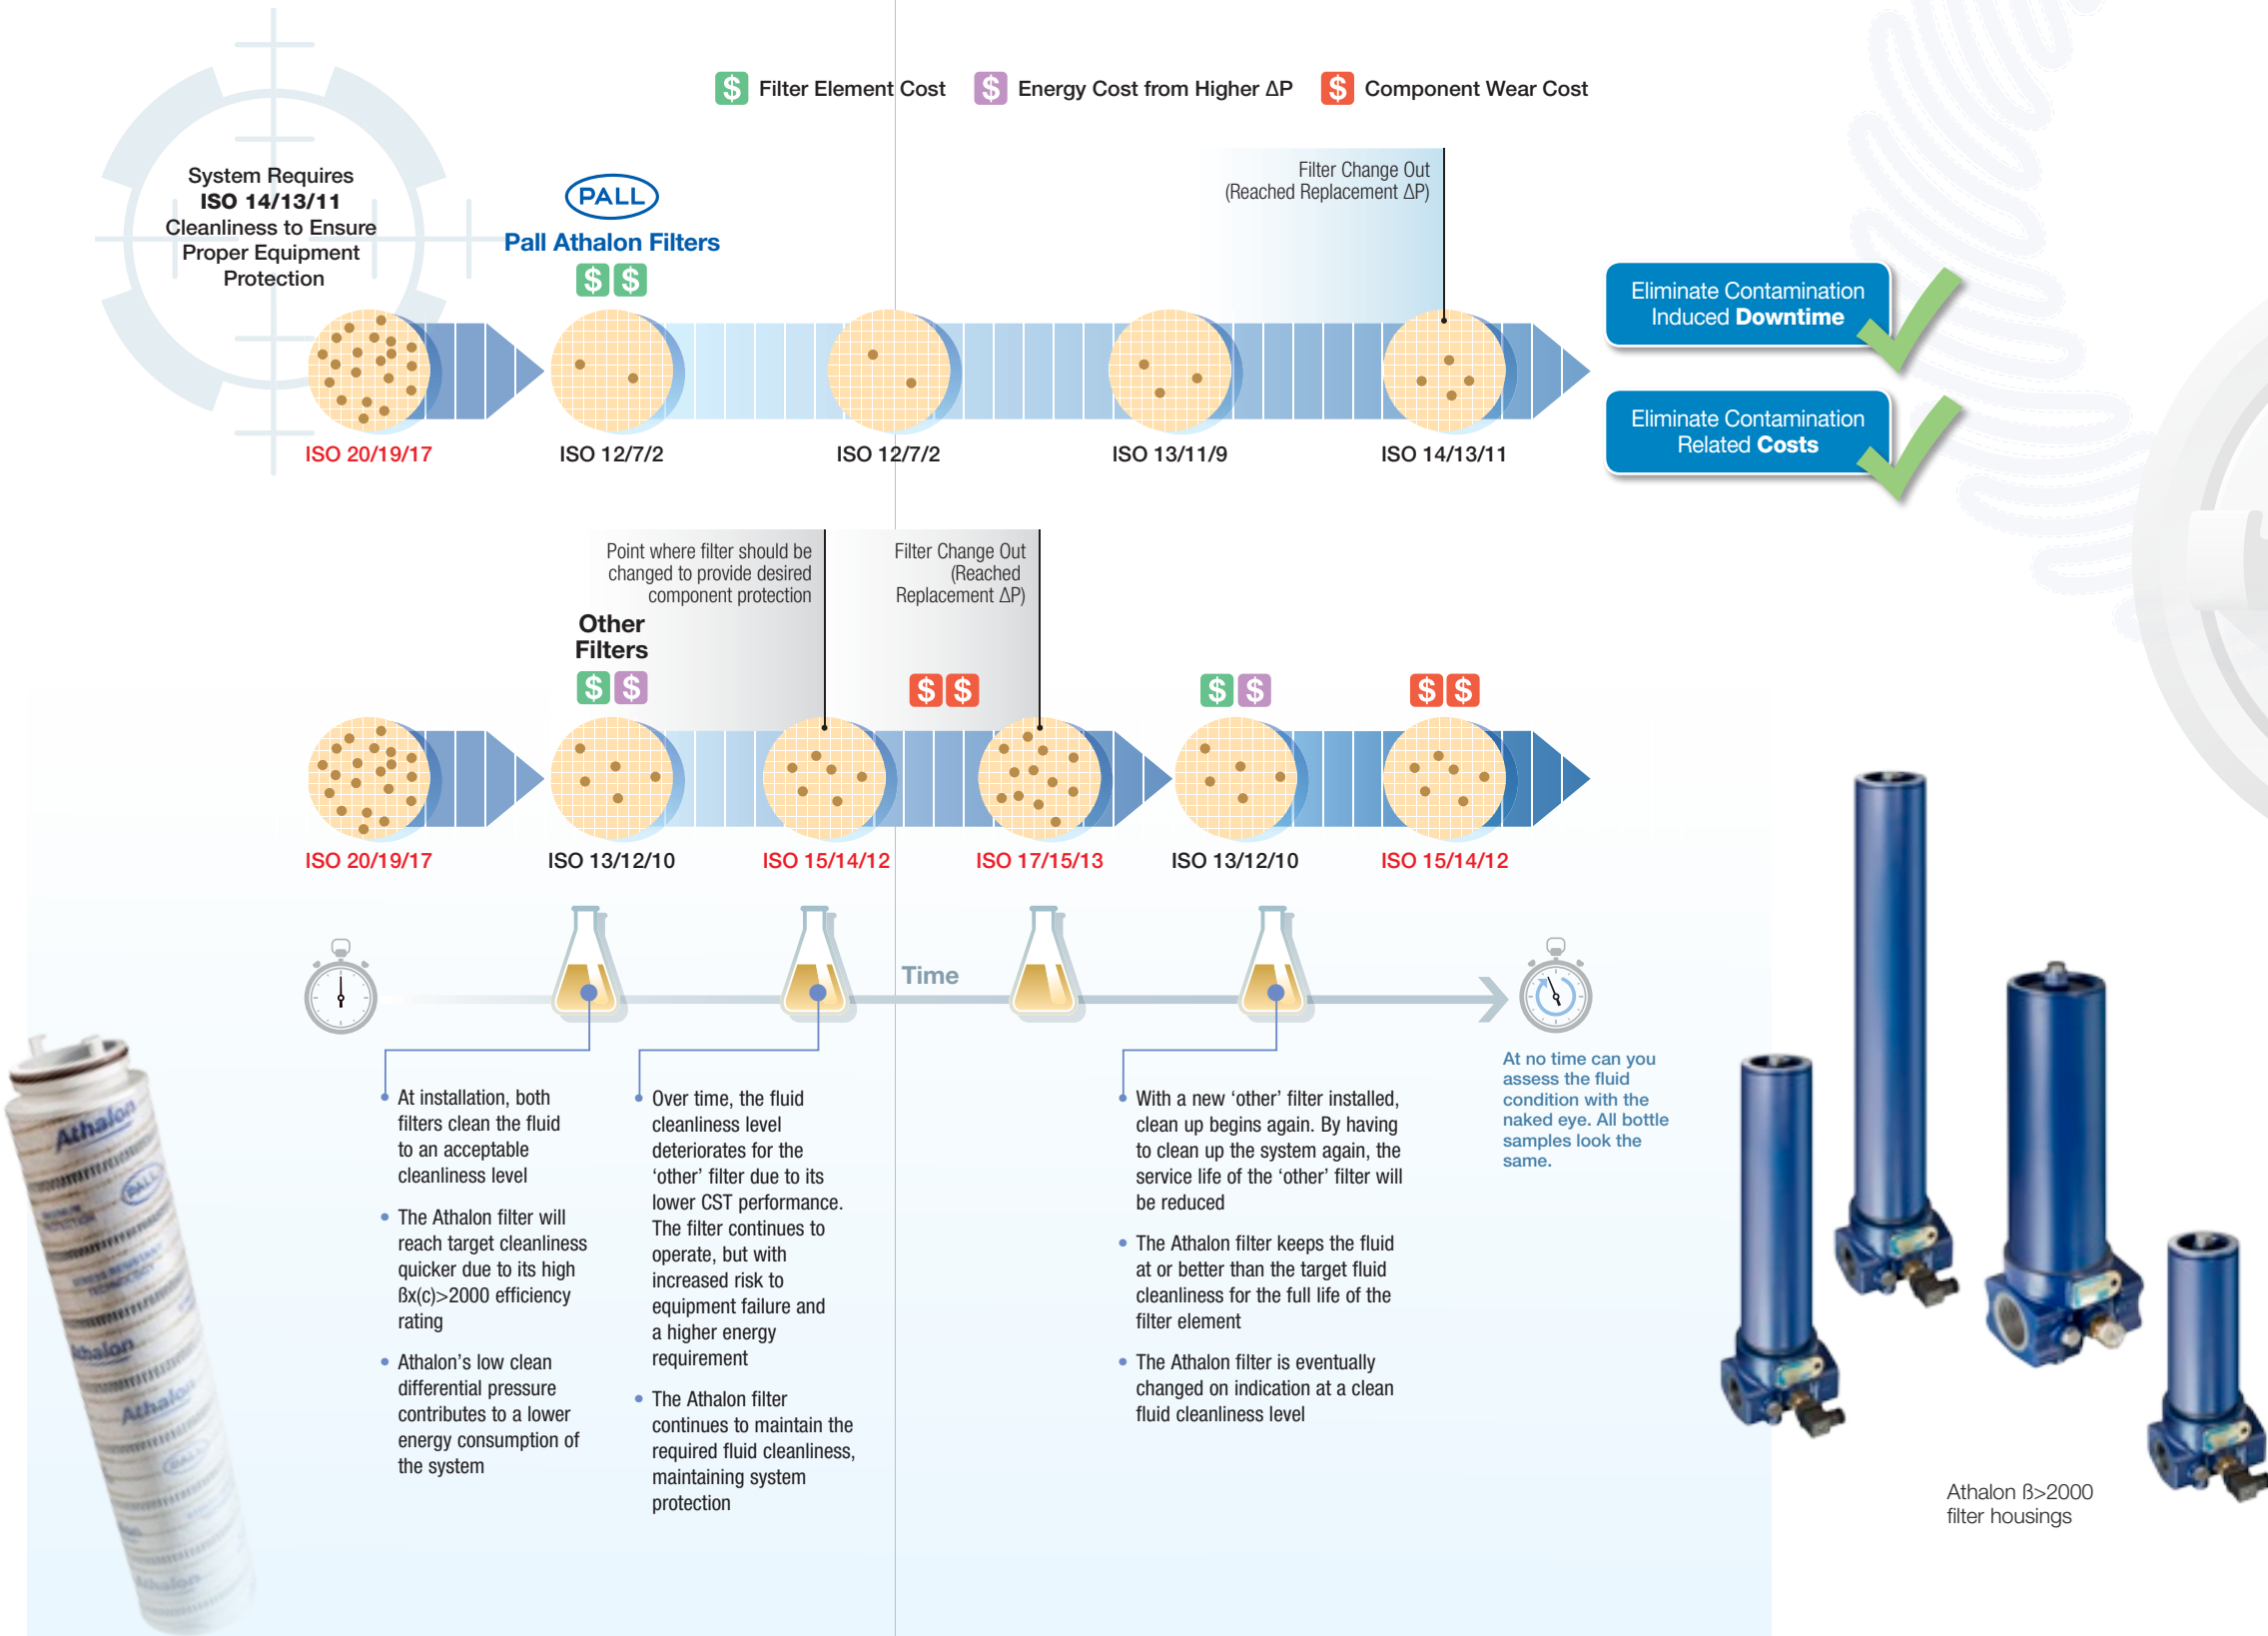 $ Filter Element Cost $ Energy Cost from Higher ΔP $ Component Wear Cost
System Requires
ISO 14/13/11
Cleanliness to Ensure
Proper Equipment
Protection
PALL
Pall Athalon Filters
$ $
Filter Change Out
(Reached Replacement ΔP)
Eliminate Contamination
Induced Downtime
Eliminate Contamination
Related Costs
ISO 20/19/17 ISO 12/7/2 ISO 12/7/2 ISO 13/11/9 ISO 14/13/11
Point where filter should be
changed to provide desired
component protection
Filter Change Out
(Reached
Replacement ΔP)
Other
Filters
$ $ $ $ $ $ $ $
ISO 20/19/17 ISO 13/12/10 ISO 15/14/12 ISO 17/15/13 ISO 13/12/10 ISO 15/14/12
Time
• At installation, both
filters clean the fluid
to an acceptable
cleanliness level
• The Athalon filter will
reach target cleanliness
quicker due to its high
ßx(c)>2000 efficiency
rating
• Athalon's low clean
differential pressure
contributes to a lower
energy consumption of
the system
• Over time, the fluid
cleanliness level
deteriorates for the
‘other’ filter due to its
lower CST performance.
The filter continues to
operate, but with
increased risk to
equipment failure and
a higher energy
requirement
• The Athalon filter
continues to maintain the
required fluid cleanliness,
maintaining system
protection
• With a new ‘other’ filter installed,
clean up begins again. By having
to clean up the system again, the
service life of the ‘other’ filter will
be reduced
• The Athalon filter keeps the fluid
at or better than the target fluid
cleanliness for the full life of the
filter element
• The Athalon filter is eventually
changed on indication at a clean
fluid cleanliness level
At no time can you
assess the fluid
condition with the
naked eye. All bottle
samples look the
same.
Athalon
PALL
Athalon
Athalon
PALL
Athalon
Athalon ß>2000
filter housings